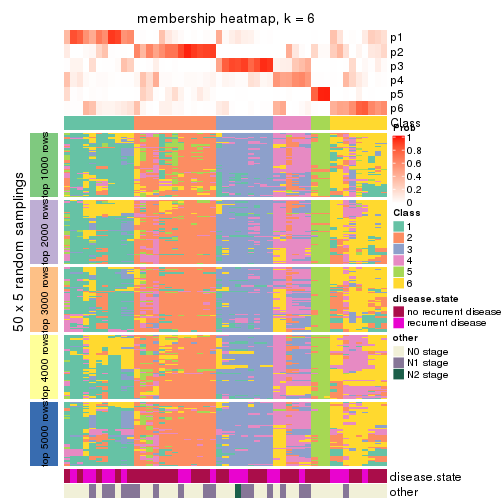 membership heatmap, k = 6
p1
p2
p3
p4
p5
p6
Class
Prob
1
0.8
0.6
0.4
0.2
0
Class
1
2
3
4
5
6
disease.state
no recurrent disease
recurrent disease
other
N0 stage
N1 stage
N2 stage
50 x 5 random samplings
top 1000 rows
top 2000 rows
top 3000 rows
top 4000 rows
top 5000 rows
disease.state
other